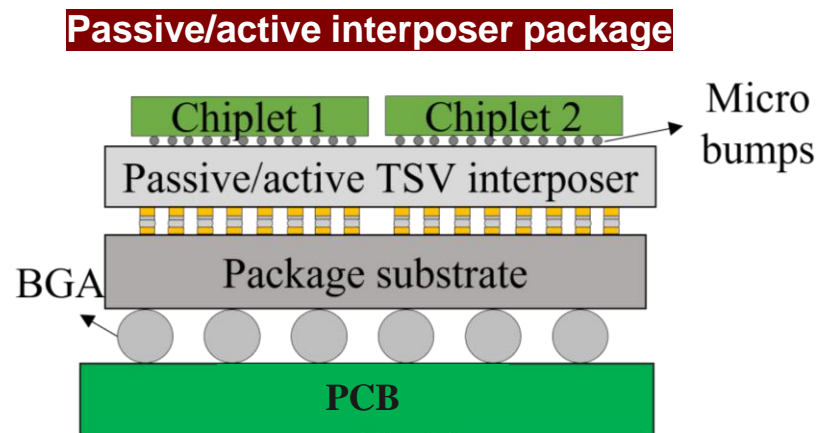 Passive/active interposer package
Chiplet 1
Chiplet 2
Micro
bumps
Passive/active TSV interposer
Package substrate
BGA
PCB